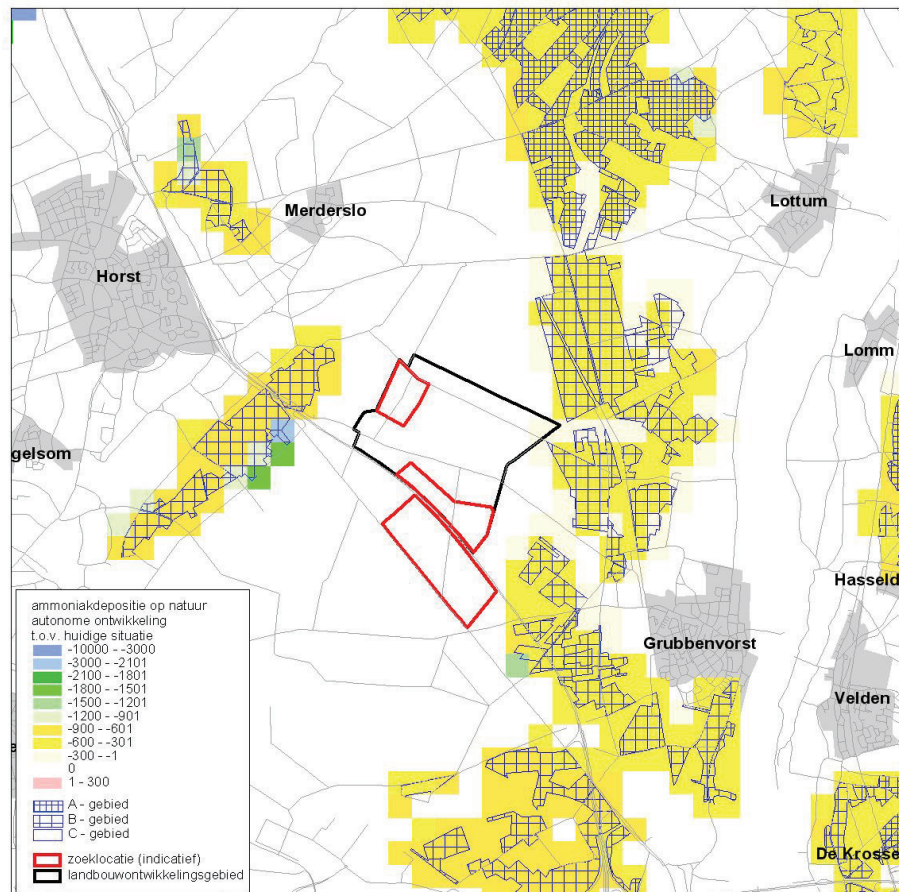 Merderslo
Lottum
Horst
Lomm
gelsom
Hasseld
Grubbenvorst
Velden
De Krosse
ammoniakdepositie op natuur
autonome ontwikkeling
t.o.v. huidige situatie
-10000 - -3000
-3000 - -2101
-2100 - -1801
-1800 - -1501
-1500 - -1201
-1200 - -901
-900 - -601
-600 - -301
-300 - -1
0
1 - 300
A - gebied
B - gebied
C - gebied
zoeklocatie (indicatief)
landbouwontwikkelingsgebied